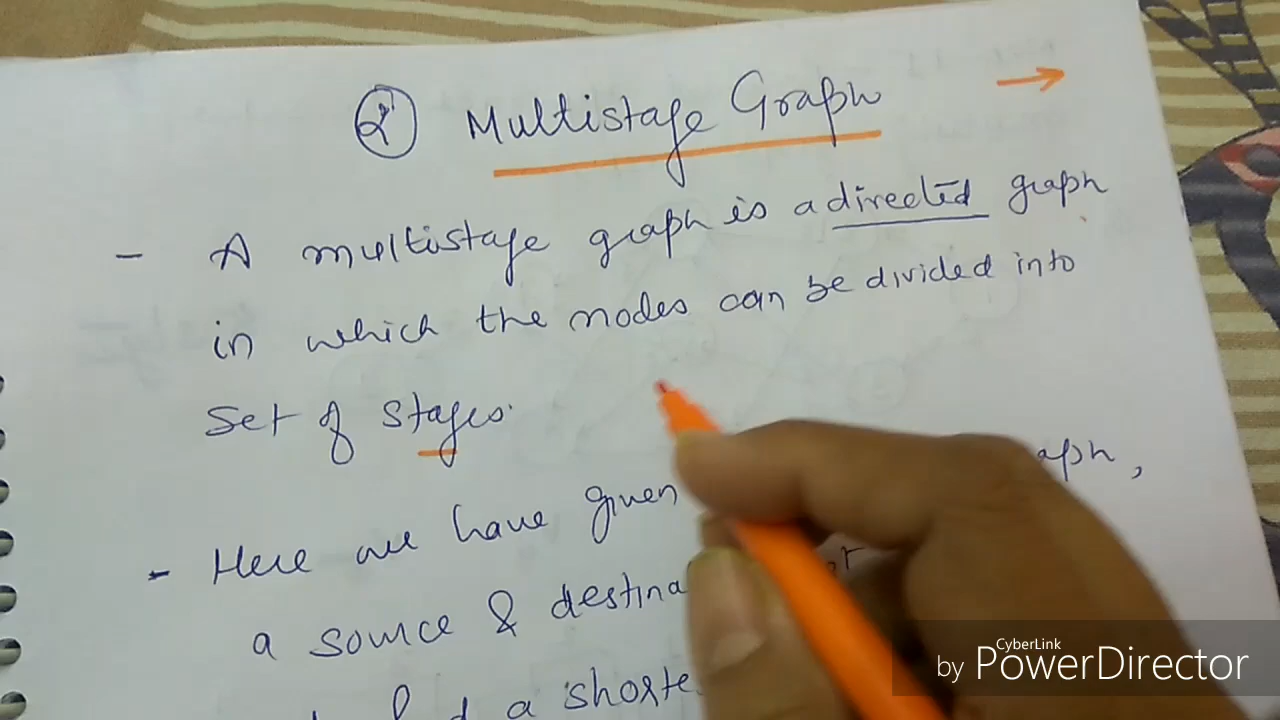 2 Multistage Graph →
- A multistage graph is a directed graph
in which the nodes can be divided into
set of stages.
- Here we have given aph,
a source & destina
a shorte
CyberLink
by PowerDirector